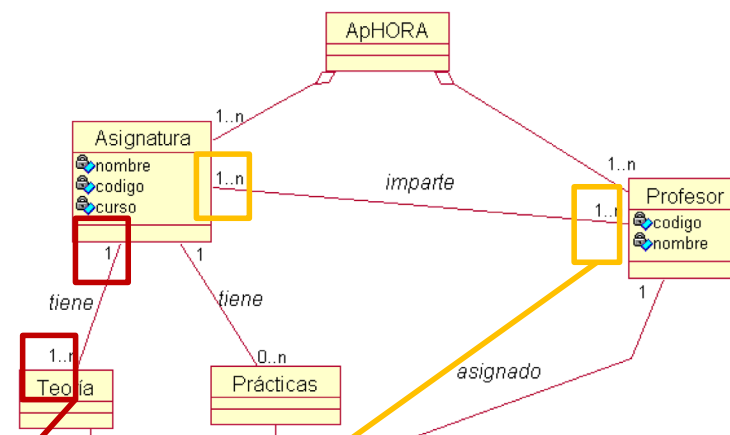 ApHORA
1..n
1..n
Asignatura
nombre
codigo
curso
1..n
imparte
1..n
Profesor
codigo
nombre
1
1
1
tiene
tiene
1..n
0..n
asignado
Teoría
Prácticas